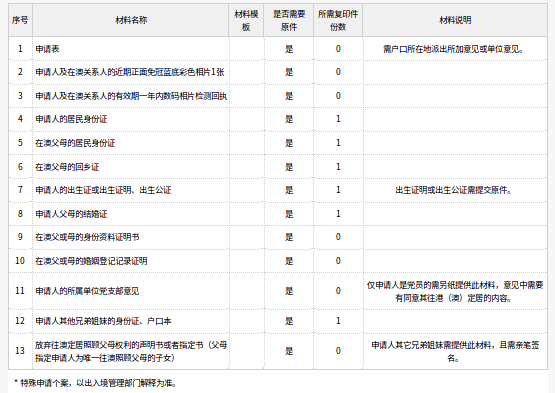 序号 材料名称 材料模板 是否需要原件 所需复印件份数 材料说明
1 申请表 是 0 需户口所在地派出所加意见或单位意见。
2 申请人及在澳关系人的近期正面免冠蓝底彩色相片1张 是 0
3 申请人及在澳关系人的有效期一年内数码相片检测回执 是 0
4 申请人的居民身份证 是 1
5 在澳父母的居民身份证 是 1
6 在澳父母的回乡证 是 1
7 申请人的出生证或出生证明、出生公证 是 1 出生证明或出生公证需提交原件。
8 申请人父母的结婚证 是 1
9 在澳父或母的身份资料证明书 是 0
10 在澳父或母的婚姻登记记录证明 是 0
11 申请人的所属单位党支部意见 是 0 仅申请人是党员的需另纸提供此材料，意见中需要
有同意其往港（澳）定居的内容。
12 申请人其他兄弟姐妹的身份证、户口本 是 1
13 放弃往澳定居照顾父母权利的声明书或者指定书（父母
指定申请人为唯一往澳照顾父母的子女） 是 0 申请人其它兄弟姐妹需提供此材料，且需亲笔签
名。
* 特殊申请个案，以出入境管理部门解释为准。